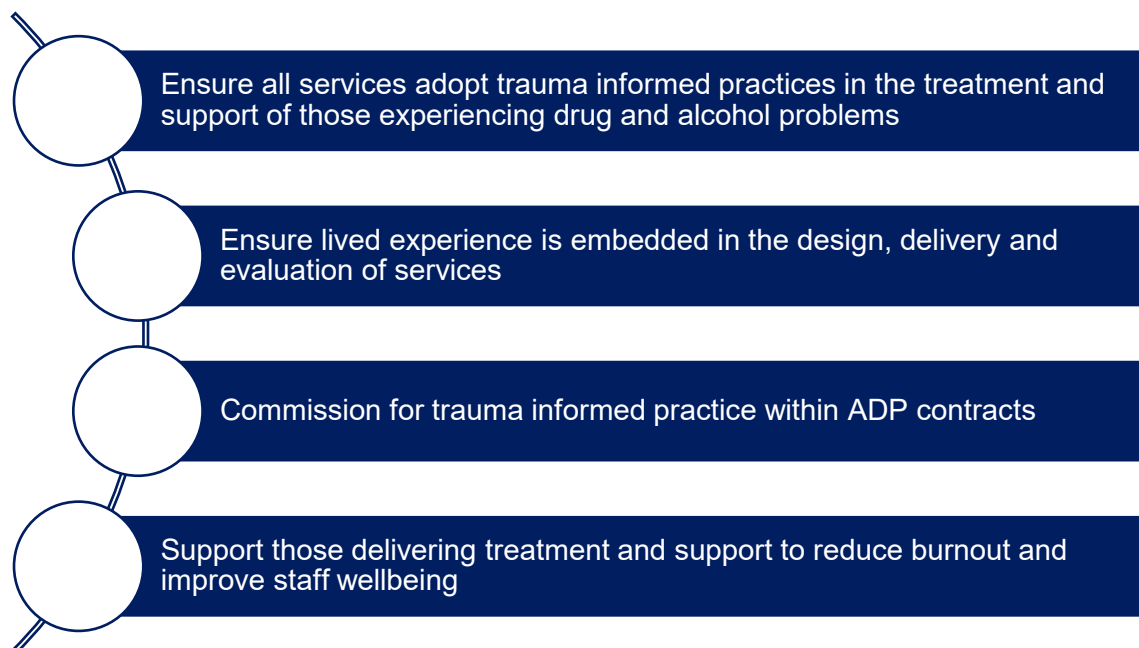 Ensure all services adopt trauma informed practices in the treatment and
support of those experiencing drug and alcohol problems
Ensure lived experience is embedded in the design, delivery and
evaluation of services
Commission for trauma informed practice within ADP contracts
Support those delivering treatment and support to reduce burnout and
improve staff wellbeing